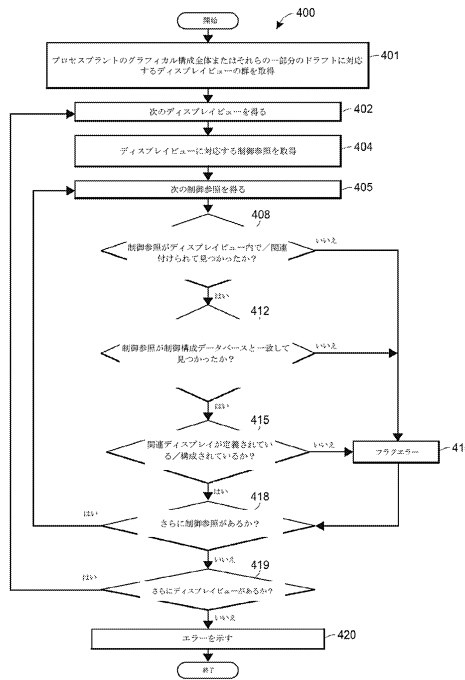 開始
400
プロセスプラントのグラフィカル構成全体またはそれらの一部分のドラフトに対応
するディスプレイビューの群を取得
401
次のディスプレイビューを得る
402
ディスプレイビューに対応する制御参照を取得
404
次の制御参照を得る
405
408
制御参照がディスプレイビュー内で/関連
付けられて見つかったか?
いいえ
はい
412
制御参照が制御構成データベースと一致して
見つかったか?
いいえ
はい
415
関連ディスプレイが定義されてい
る/構成されているか?
いいえ
41
フラグエラー
はい
418
はい
さらに制御参照があるか?
いいえ
419
はい
さらにディスプレイビューがあるか?
いいえ
エラーを示す
420
終了